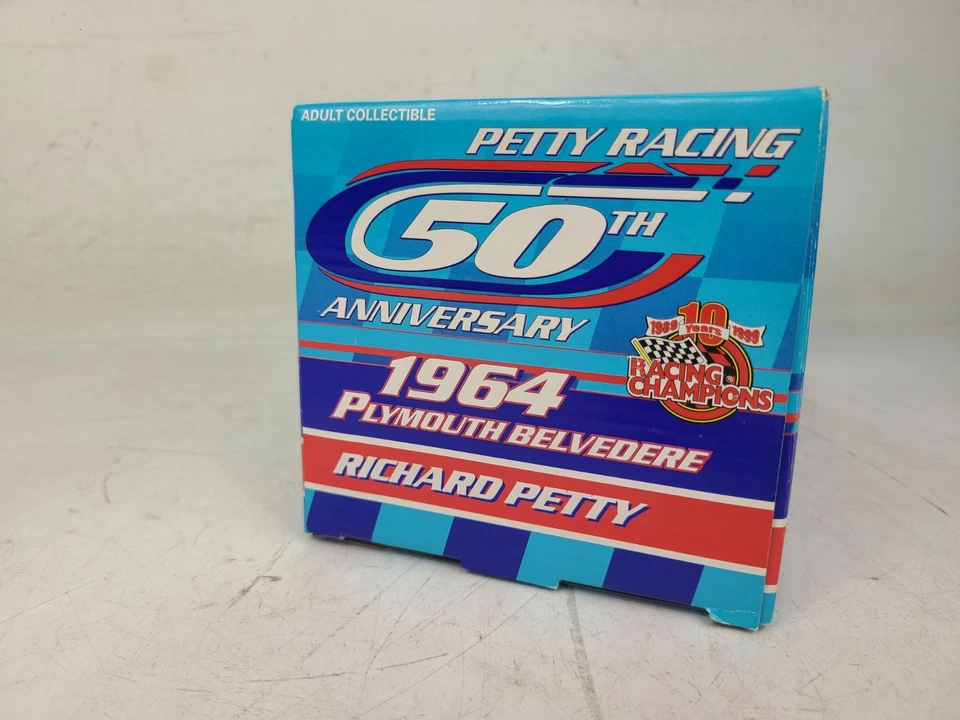 ADULT COLLECTIBLE
PETTY RACING
50TH
ANNIVERSARY
1989 10 Years 1999
RACING
CHAMPIONS
1964
PLYMOUTH BELVEDERE
RICHARD PETTY